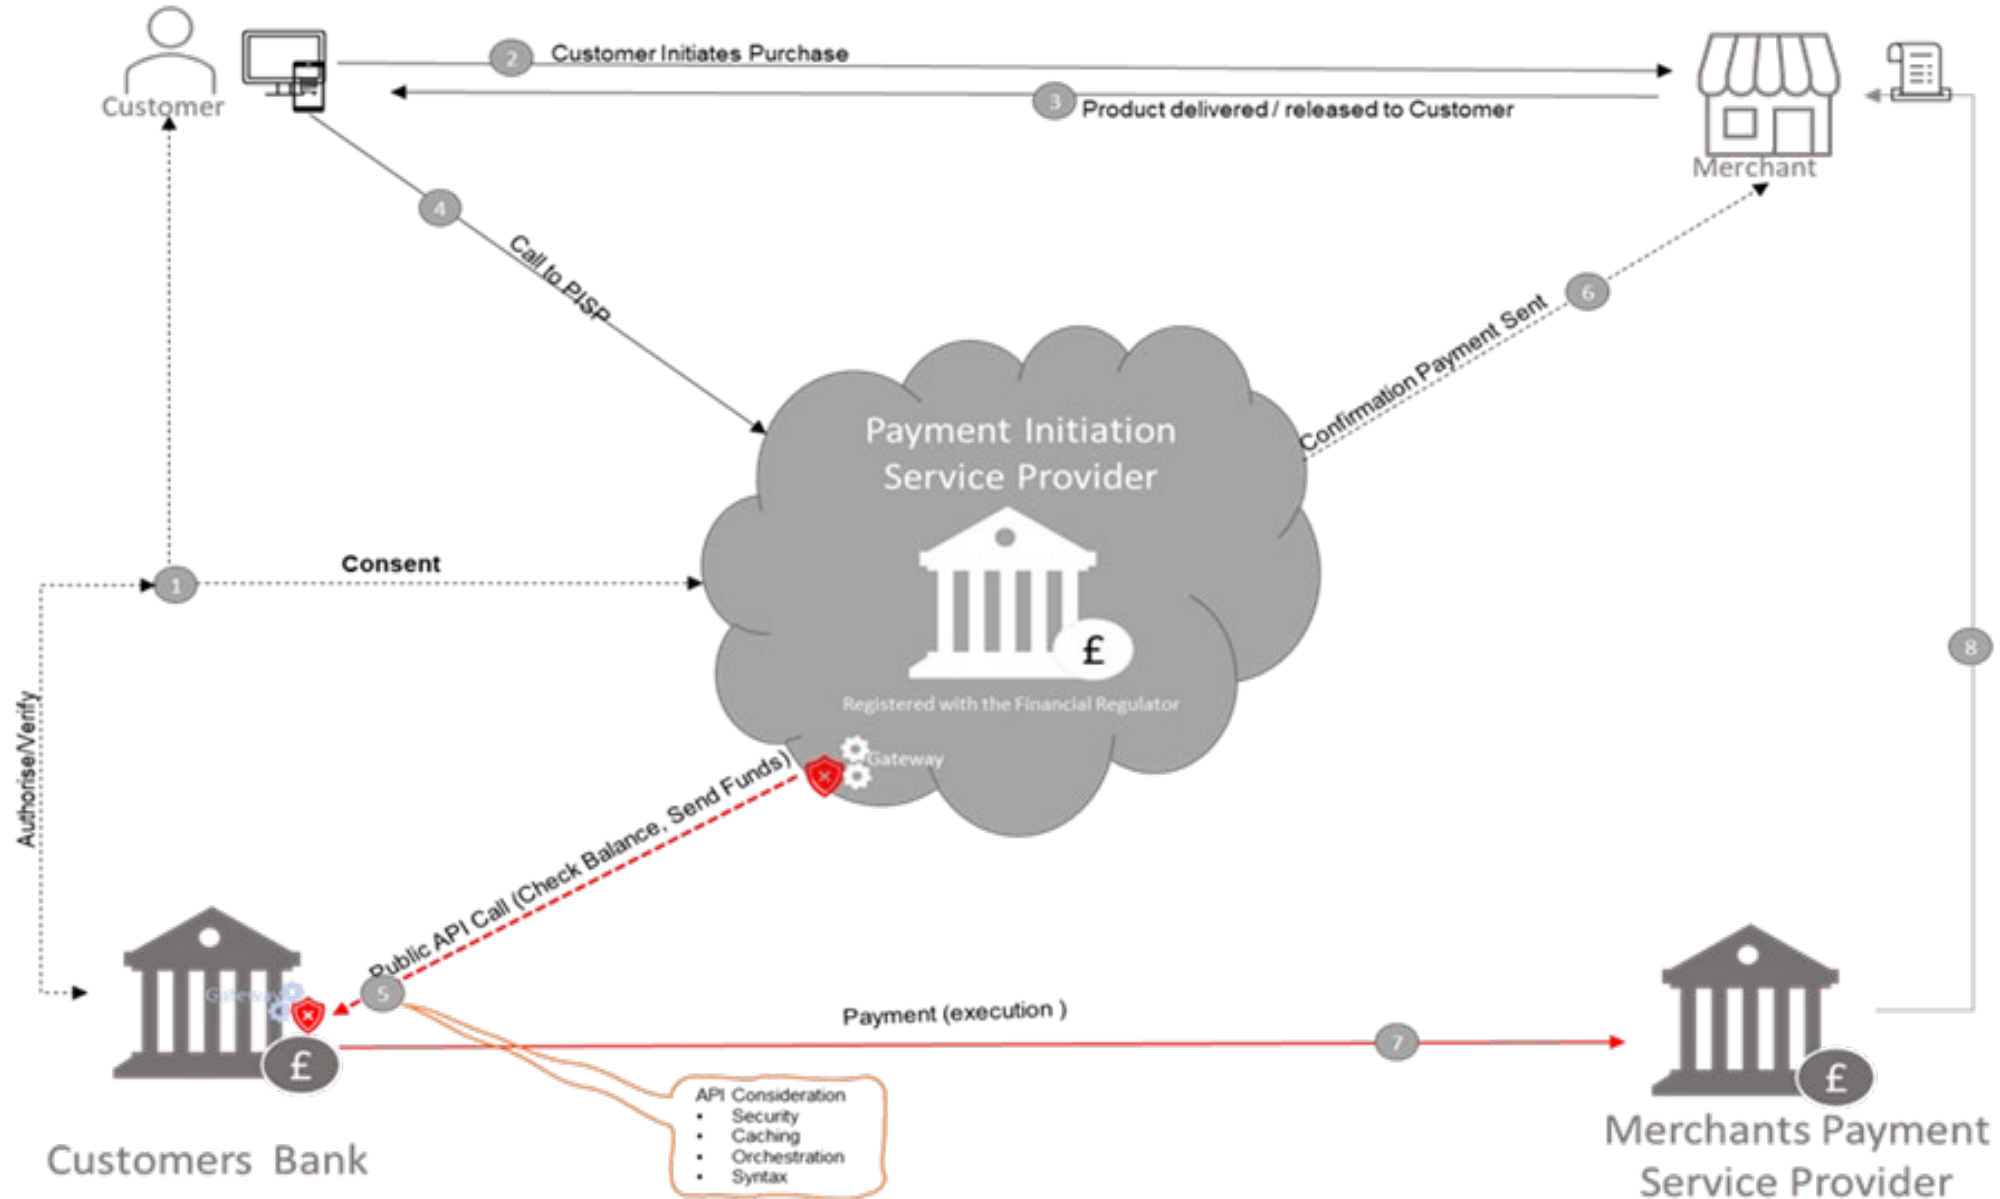 2
Customer Initiates Purchase
3
Product delivered / released to Customer
Customer
Merchant
4
Call to PISP
6
Confirmation Payment Sent
Payment Initiation
Service Provider
£
Registered with the Financial Regulator
Gateway
Consent
1
8
Authorise/Verify
Public API Call (Check Balance, Send Funds)
5
Gateway
£
Payment (execution )
7
£
API Consideration
• Security
• Caching
• Orchestration
• Syntax
Customers Bank
Merchants Payment
Service Provider